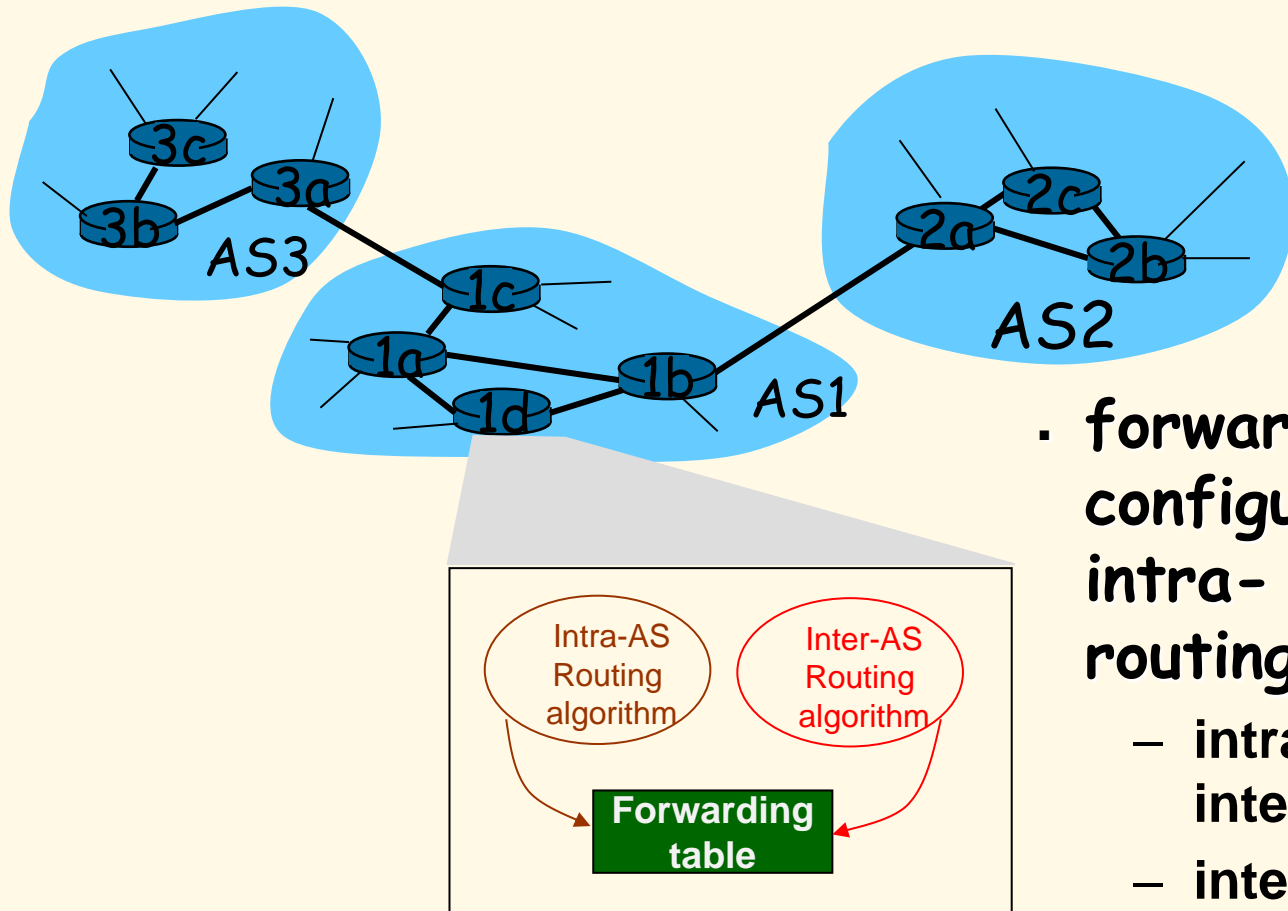 3c
3a
3b
AS3
2c
2a
2b
AS2
1c
1a
1b
1d
AS1
▪ forwar
configu
intra-
routing
– intra
inte
– inte
Intra-AS
Routing
algorithm
Inter-AS
Routing
algorithm
Forwarding
table